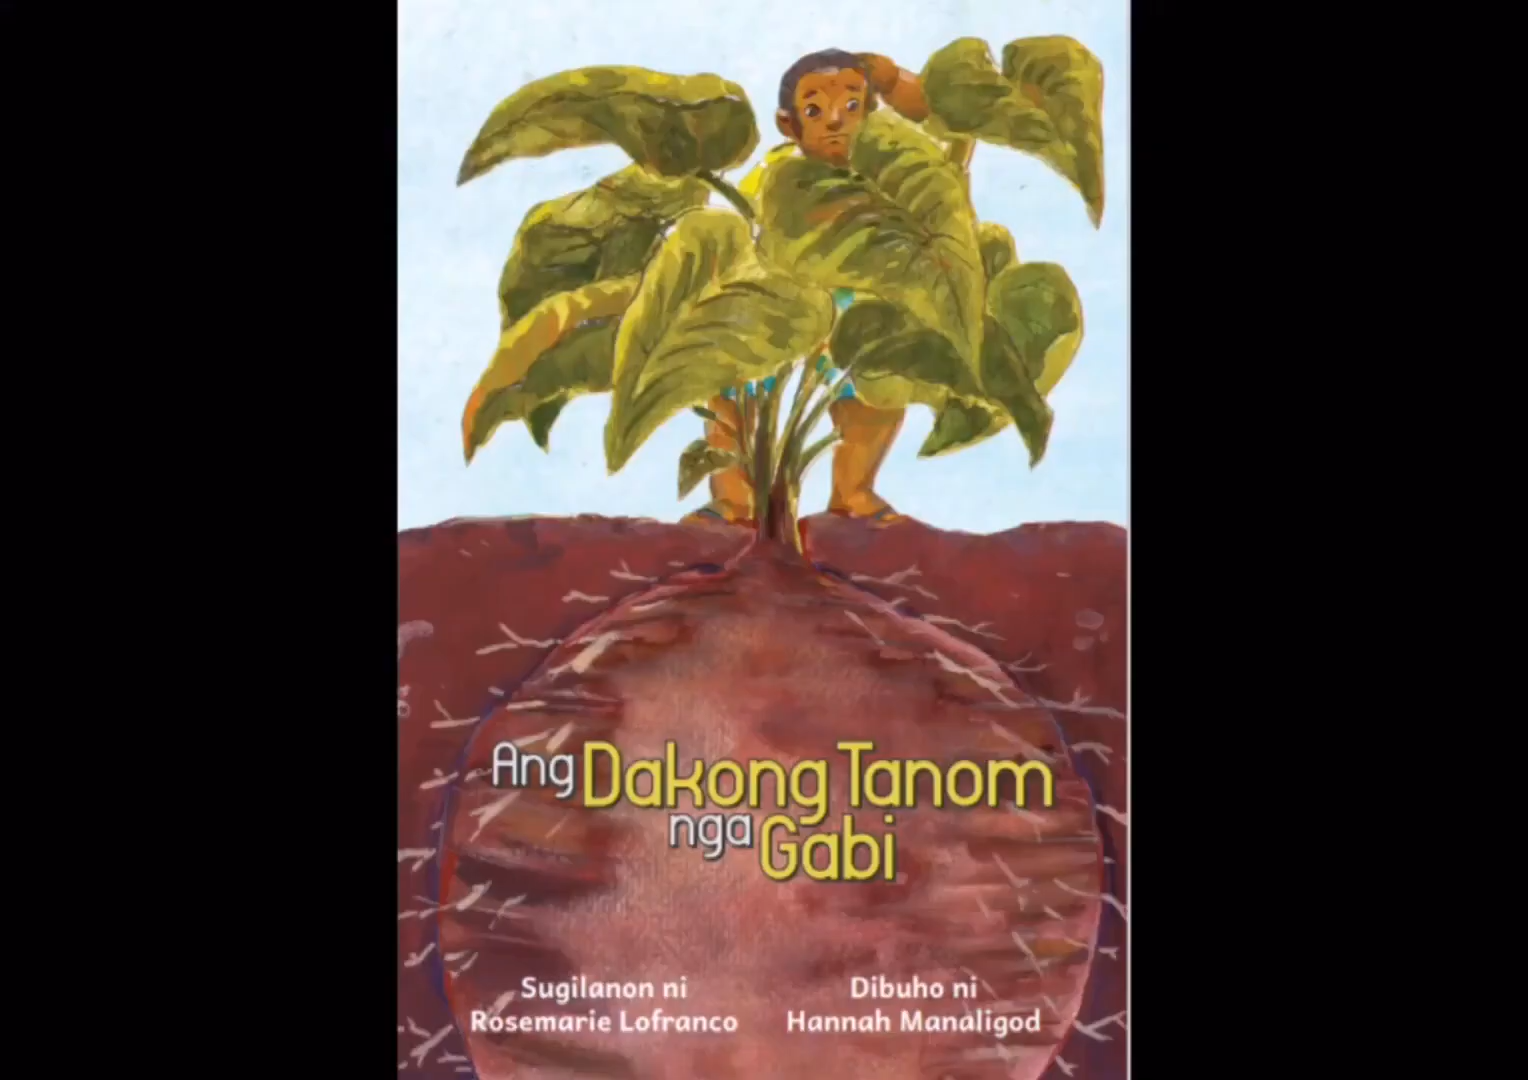 Ang Dakong Tanom
nga Gabi
Sugilanon ni
Rosemarie Lofranco
Dibuho ni
Hannah Manaligod